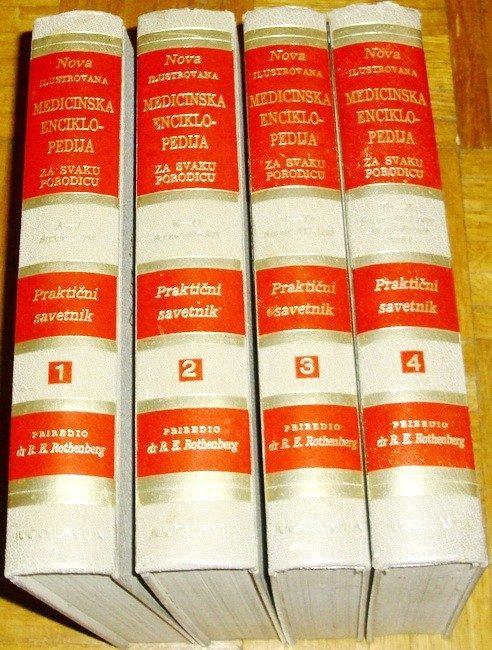 Nova
ILUSTROVANA
MEDICINSKA
ENCIKLO-
PEDIJA
ZA SVAKU
PORODICU
Praktični
savetnik
1
PRIREDIO
dr R. E. Rothenberg
Nova
ILUSTROVANA
MEDICINSKA
ENCIKLO-
PEDIJA
ZA SVAKU
PORODICU
Praktični
savetnik
2
PRIREDIO
dr R. E. Rothenberg
Nova
ILUSTROVANA
MEDICINSKA
ENCIKLO-
PEDIJA
ZA SVAKU
PORODICU
Praktični
savetnik
3
PRIREDIO
dr R. E. Rothenberg
Nova
ILUSTROVANA
MEDICINSKA
ENCIKLO-
PEDIJA
ZA SVAKU
PORODICU
Praktični
savetnik
4
PRIREDIO
dr R. E. Rothenberg